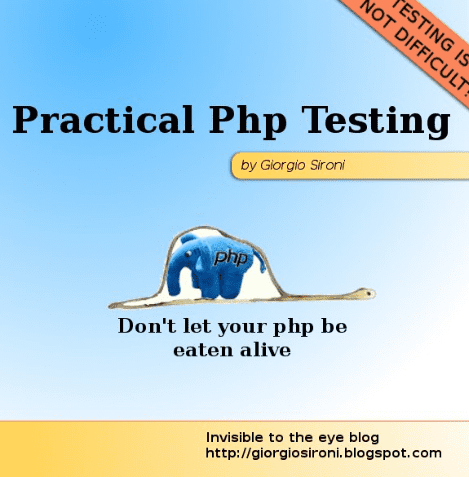 TESTING IS
NOT DIFFICULT!
Practical Php Testing
by Giorgio Sironi
php
Don't let your php be
eaten alive
Invisible to the eye blog
http://giorgiosironi.blogspot.com